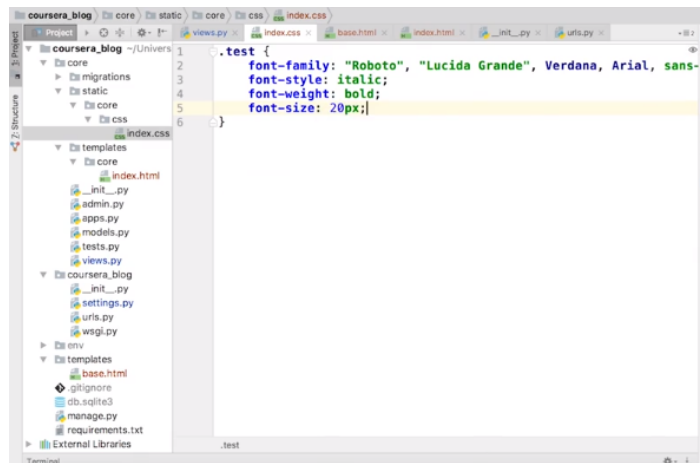 coursera_blog core static core css index.css
Project
views.py index.css base.html index.html __init__.py urls.py
1: Project
2: Structure
coursera_blog ~/Univers
core
migrations
static
core
css
index.css
templates
core
index.html
__init__.py
admin.py
apps.py
models.py
tests.py
views.py
coursera_blog
__init__.py
settings.py
urls.py
wsgi.py
env
templates
base.html
.gitignore
db.sqlite3
manage.py
requirements.txt
External Libraries
1 .test {
2 font-family: "Roboto", "Lucida Grande", Verdana, Arial, sans-
3 font-style: italic;
4 font-weight: bold;
5 font-size: 20px;
6 }
.test
Terminal